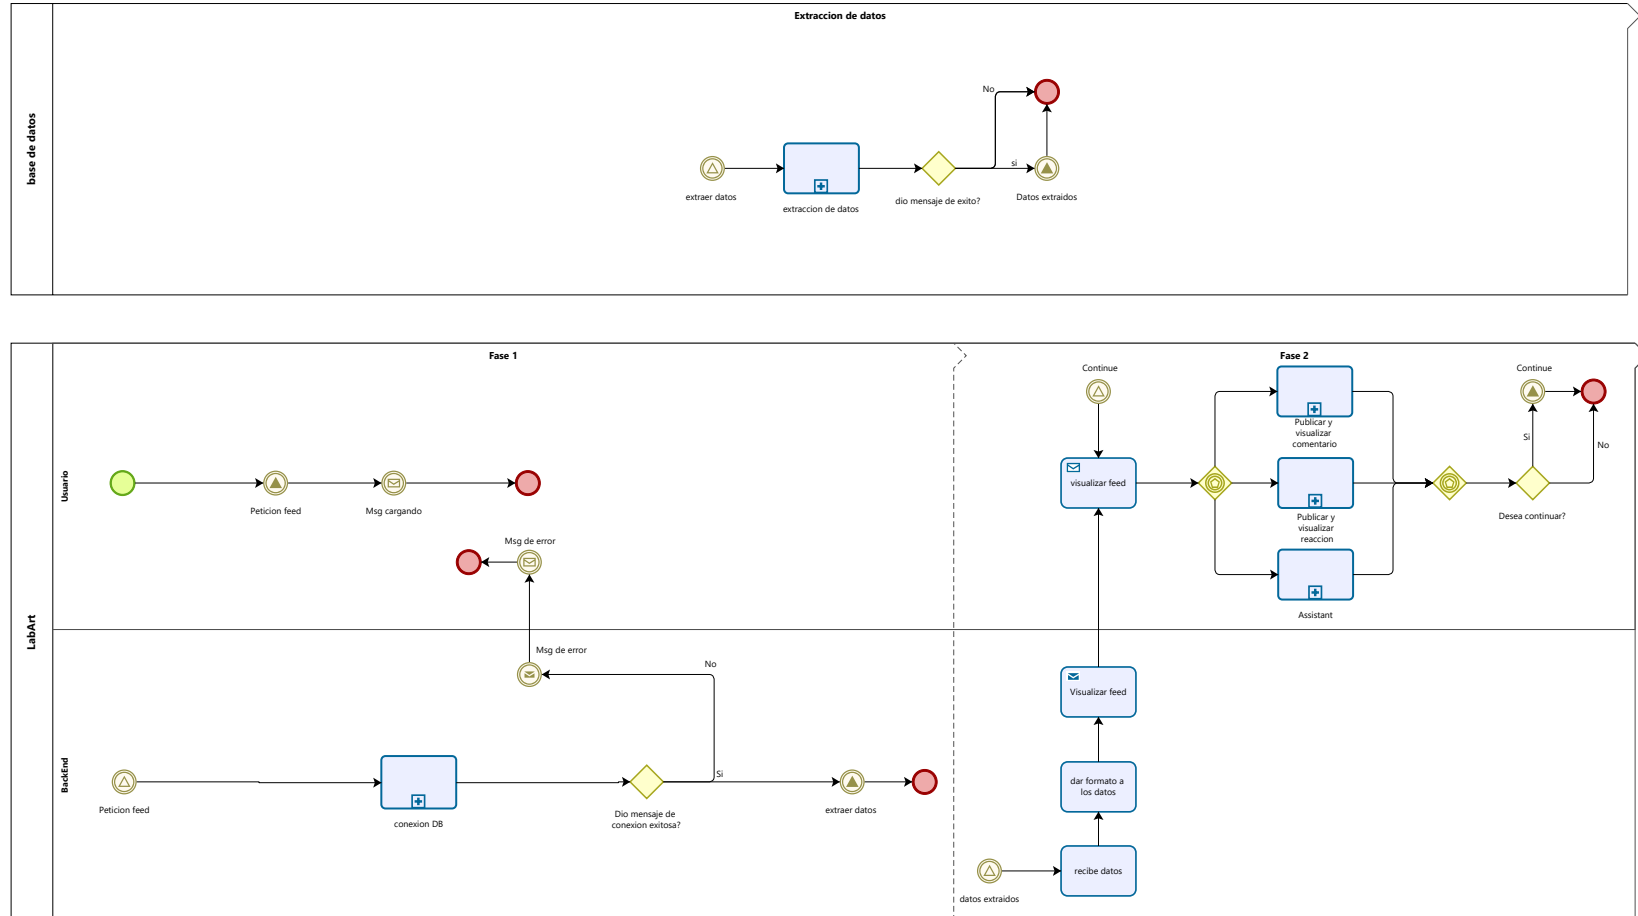 Extraccion de datos
base de datos
No
si
extraer datos
extraccion de datos
dio mensaje de exito?
Datos extraidos
LabArt
Fase 1
Fase 2
Usuario
Peticion feed
Msg cargando
Msg de error
Continue
visualizar feed
Publicar y
visualizar
comentario
Publicar y
visualizar
reaccion
Assistant
Continue
Si
No
Desea continuar?
BackEnd
Msg de error
No
Si
Peticion feed
conexion DB
Dio mensaje de
conexion exitosa?
extraer datos
Visualizar feed
dar formato a
los datos
recibe datos
datos extraidos